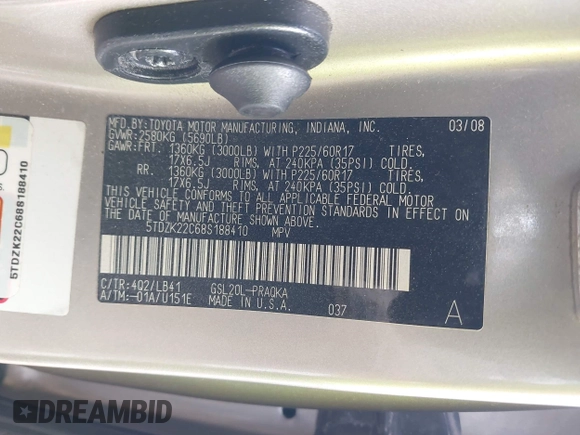 MFD.BY:TOYOTA MOTOR MANUFACTURING, INDIANA, INC. 03/08
GVWR:2580KG (5690LB)
GAWR:FRT. 1360KG (3000LB) WITH P225/60R17 TIRES,
17X6.5J RIMS, AT 240KPA (35PSI) COLD.
RR. 1360KG (3000LB) WITH P225/60R17 TIRES,
17X6.5J RIMS, AT 240KPA (35PSI) COLD.
THIS VEHICLE CONFORMS TO ALL APPLICABLE FEDERAL MOTOR
VEHICLE SAFETY AND THEFT PREVENTION STANDARDS IN EFFECT ON
THE DATE OF MANUFACTURE SHOWN ABOVE.
5TDZK22C68S188410 MPV
C/TR:4Q2/LB41 GSL20L-PRAQKA
A/TM:-01A/U151E MADE IN U.S.A. 037 A
5TDZK22C68S188410
DREAMBID